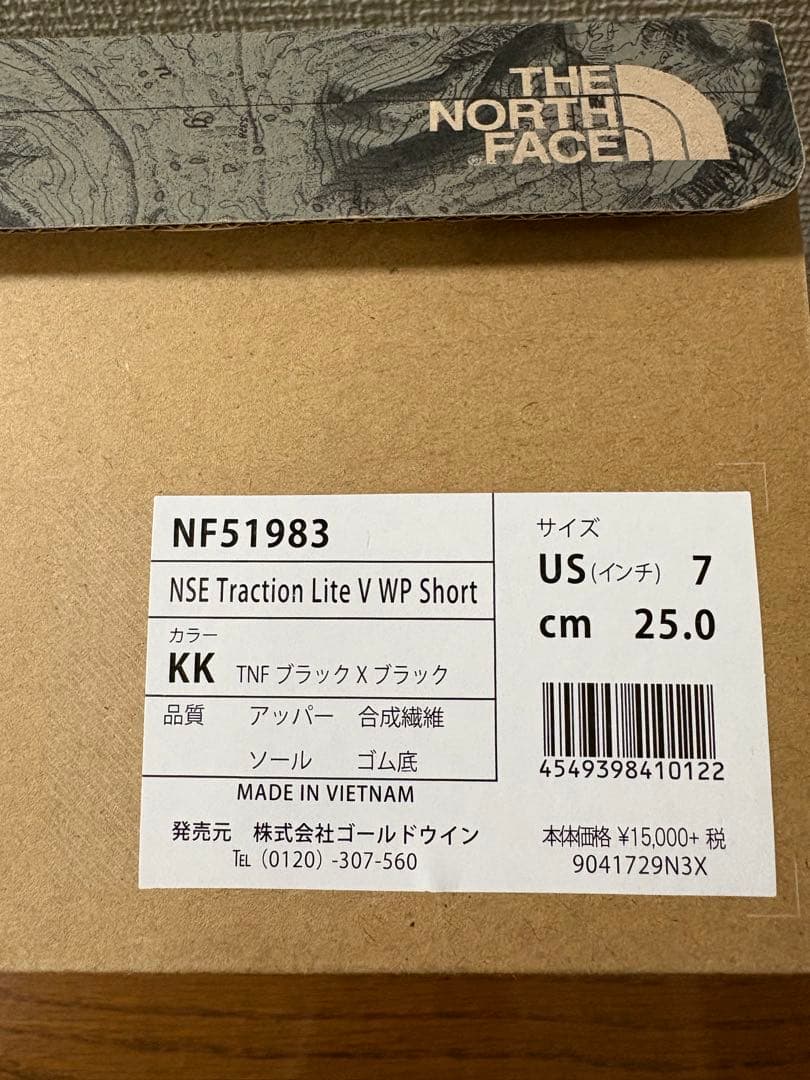 THE
NORTH
FACE
NF51983
NSE Traction Lite V WP Short
カラー
KK TNF ブラック X ブラック
品質 アッパー 合成繊維
ソール ゴム底
MADE IN VIETNAM
発売元 株式会社ゴールドウイン
TEL（0120）-307-560
サイズ
US(インチ) 7
cm 25.0
4549398410122
本体価格 ¥15,000+ 税
9041729N3X